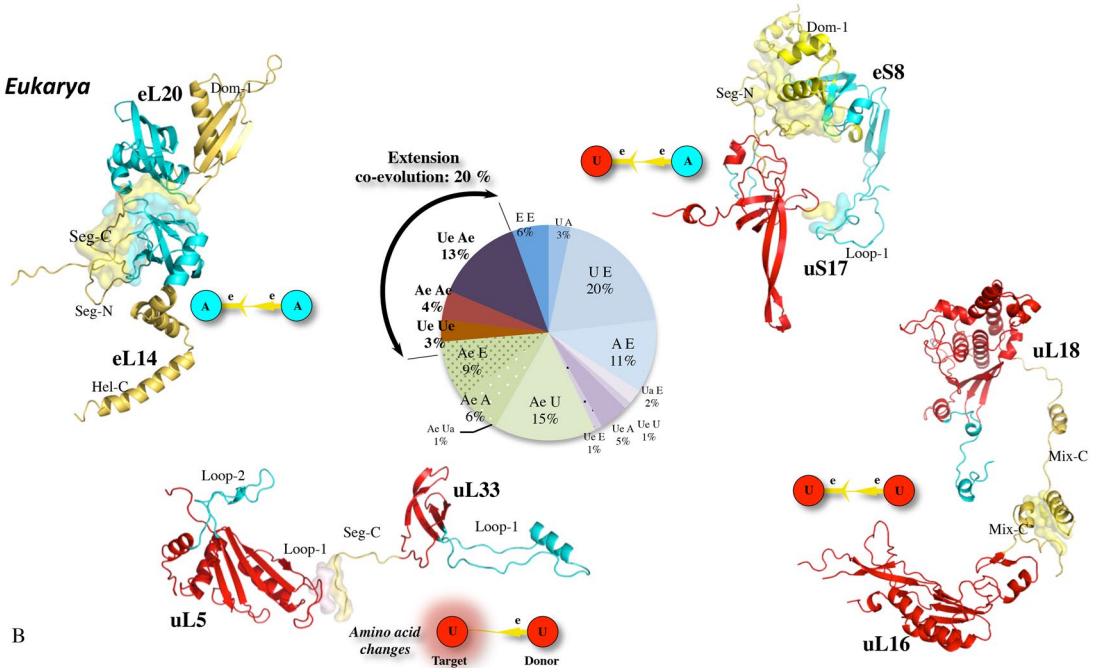 Eukarya
eL20
Dom-1
Seg-C
Seg-N
eL14
Hel-C
A
e
e
A
Dom-1
eS8
Seg-N
U
e
e
A
uS17
Loop-1
Extension
co-evolution: 20 %
E E
6%
U A
3%
U E
20%
A E
11%
Ua E
2%
Ue U
1%
Ue A
5%
Ue E
1%
Ae U
15%
Ae Ua
1%
Ae A
6%
Ae E
9%
Ue Ue
3%
Ae Ae
4%
Ue Ae
13%
uL18
Mix-C
U
e
e
U
Mix-C
uL16
Loop-2
uL33
Loop-1
Seg-C
Loop-1
uL5
Amino acid
changes
U
e
U
Target
Donor
B